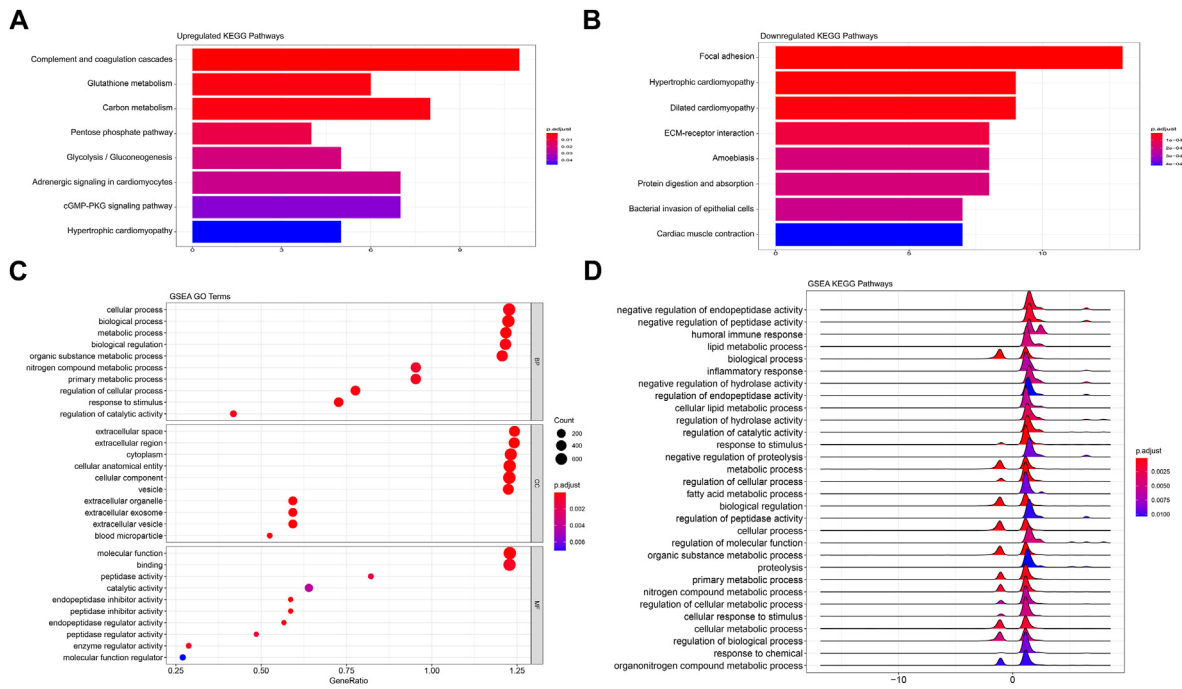 A
Upregulated KEGG Pathways
Complement and coagulation cascades
Glutathione metabolism
Carbon metabolism
Pentose phosphate pathway
Glycolysis / Gluconeogenesis
Adrenergic signaling in cardiomyocytes
cGMP-PKG signaling pathway
Hypertrophic cardiomyopathy
0 3 6 9
p.adjust
0.01
0.02
0.03
0.04
B
Downregulated KEGG Pathways
Focal adhesion
Hypertrophic cardiomyopathy
Dilated cardiomyopathy
ECM-receptor interaction
Amoebiasis
Protein digestion and absorption
Bacterial invasion of epithelial cells
Cardiac muscle contraction
0 5 10
p.adjust
1e-04
2e-04
3e-04
4e-04
C
GSEA GO Terms
cellular process
biological process
metabolic process
biological regulation
organic substance metabolic process
nitrogen compound metabolic process
primary metabolic process
regulation of cellular process
response to stimulus
regulation of catalytic activity
BP
extracellular space
extracellular region
cytoplasm
cellular anatomical entity
cellular component
vesicle
extracellular organelle
extracellular exosome
extracellular vesicle
blood microparticle
CC
molecular function
binding
peptidase activity
catalytic activity
endopeptidase inhibitor activity
peptidase inhibitor activity
endopeptidase regulator activity
peptidase regulator activity
enzyme regulator activity
molecular function regulator
MF
0.25 0.50 0.75 1.00 1.25
GeneRatio
Count
200
400
600
p.adjust
0.002
0.004
0.006
D
GSEA KEGG Pathways
negative regulation of endopeptidase activity
negative regulation of peptidase activity
humoral immune response
lipid metabolic process
biological process
inflammatory response
negative regulation of hydrolase activity
regulation of endopeptidase activity
cellular lipid metabolic process
regulation of hydrolase activity
regulation of catalytic activity
response to stimulus
negative regulation of proteolysis
metabolic process
regulation of cellular process
fatty acid metabolic process
biological regulation
regulation of peptidase activity
cellular process
regulation of molecular function
organic substance metabolic process
proteolysis
primary metabolic process
nitrogen compound metabolic process
regulation of cellular metabolic process
cellular response to stimulus
cellular metabolic process
regulation of biological process
response to chemical
organonitrogen compound metabolic process
−10 0
p.adjust
0.0025
0.0050
0.0075
0.0100